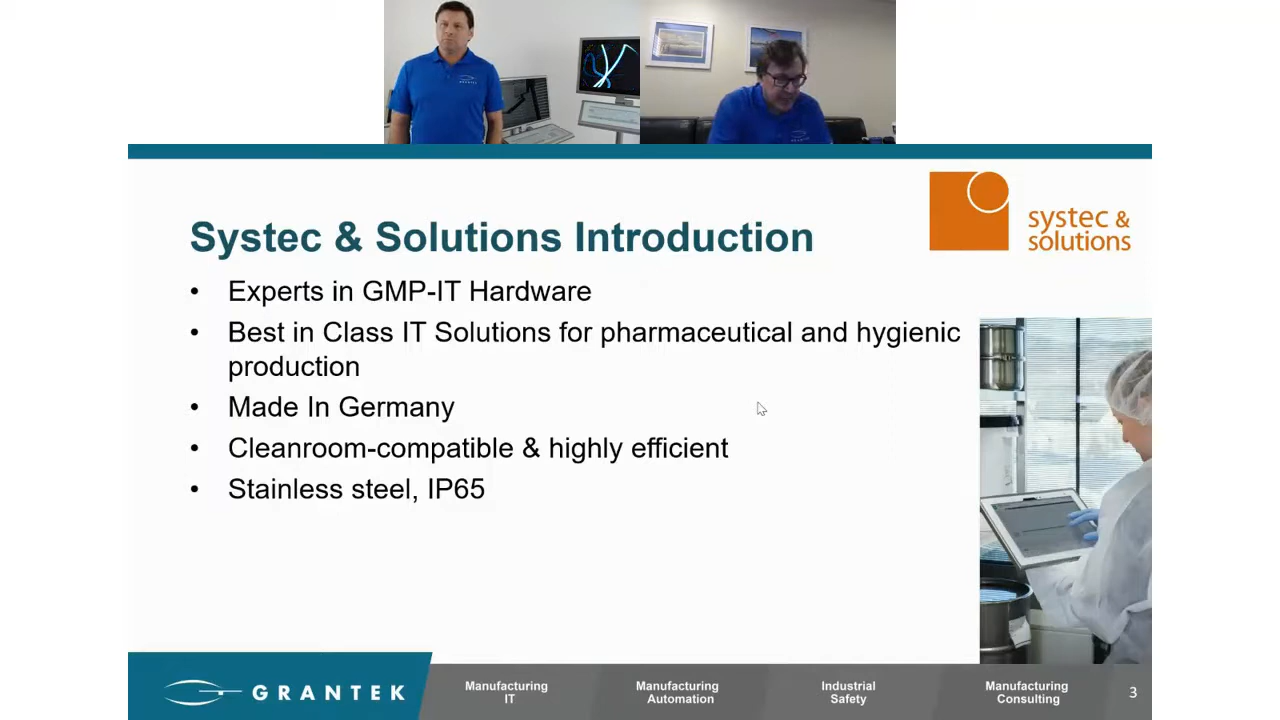 GRANTEK
systec &
solutions
Systec & Solutions Introduction
• Experts in GMP-IT Hardware
• Best in Class IT Solutions for pharmaceutical and hygienic
production
• Made In Germany
• Cleanroom-compatible & highly efficient
• Stainless steel, IP65
GRANTEK
Manufacturing
IT
Manufacturing
Automation
Industrial
Safety
Manufacturing
Consulting
3